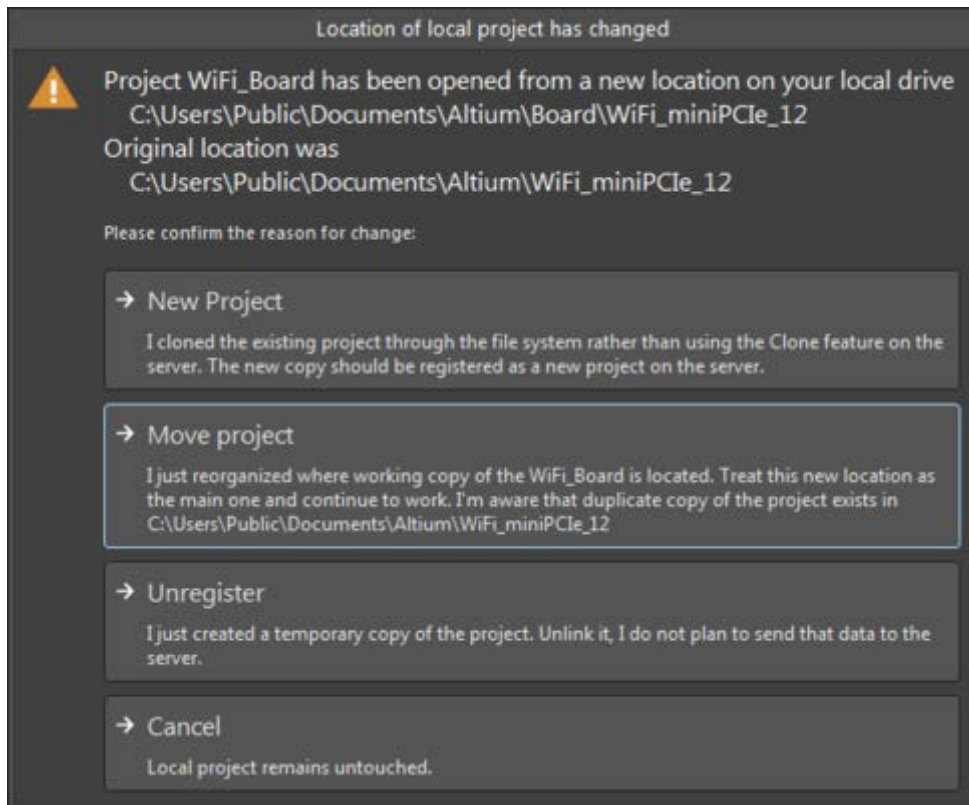 Location of local project has changed
Project WiFi_Board has been opened from a new location on your local drive
C:\Users\Public\Documents\Altium\Board\WiFi_miniPCIe_12
Original location was
C:\Users\Public\Documents\Altium\WiFi_miniPCIe_12
Please confirm the reason for change:
New Project
I cloned the existing project through the file system rather than using the Clone feature on the
server. The new copy should be registered as a new project on the server.
Move project
I just reorganized where working copy of the WiFi_Board is located. Treat this new location as
the main one and continue to work. I'm aware that duplicate copy of the project exists in
C:\Users\Public\Documents\Altium\WiFi_miniPCIe_12
Unregister
I just created a temporary copy of the project. Unlink it, I do not plan to send that data to the
server.
Cancel
Local project remains untouched.